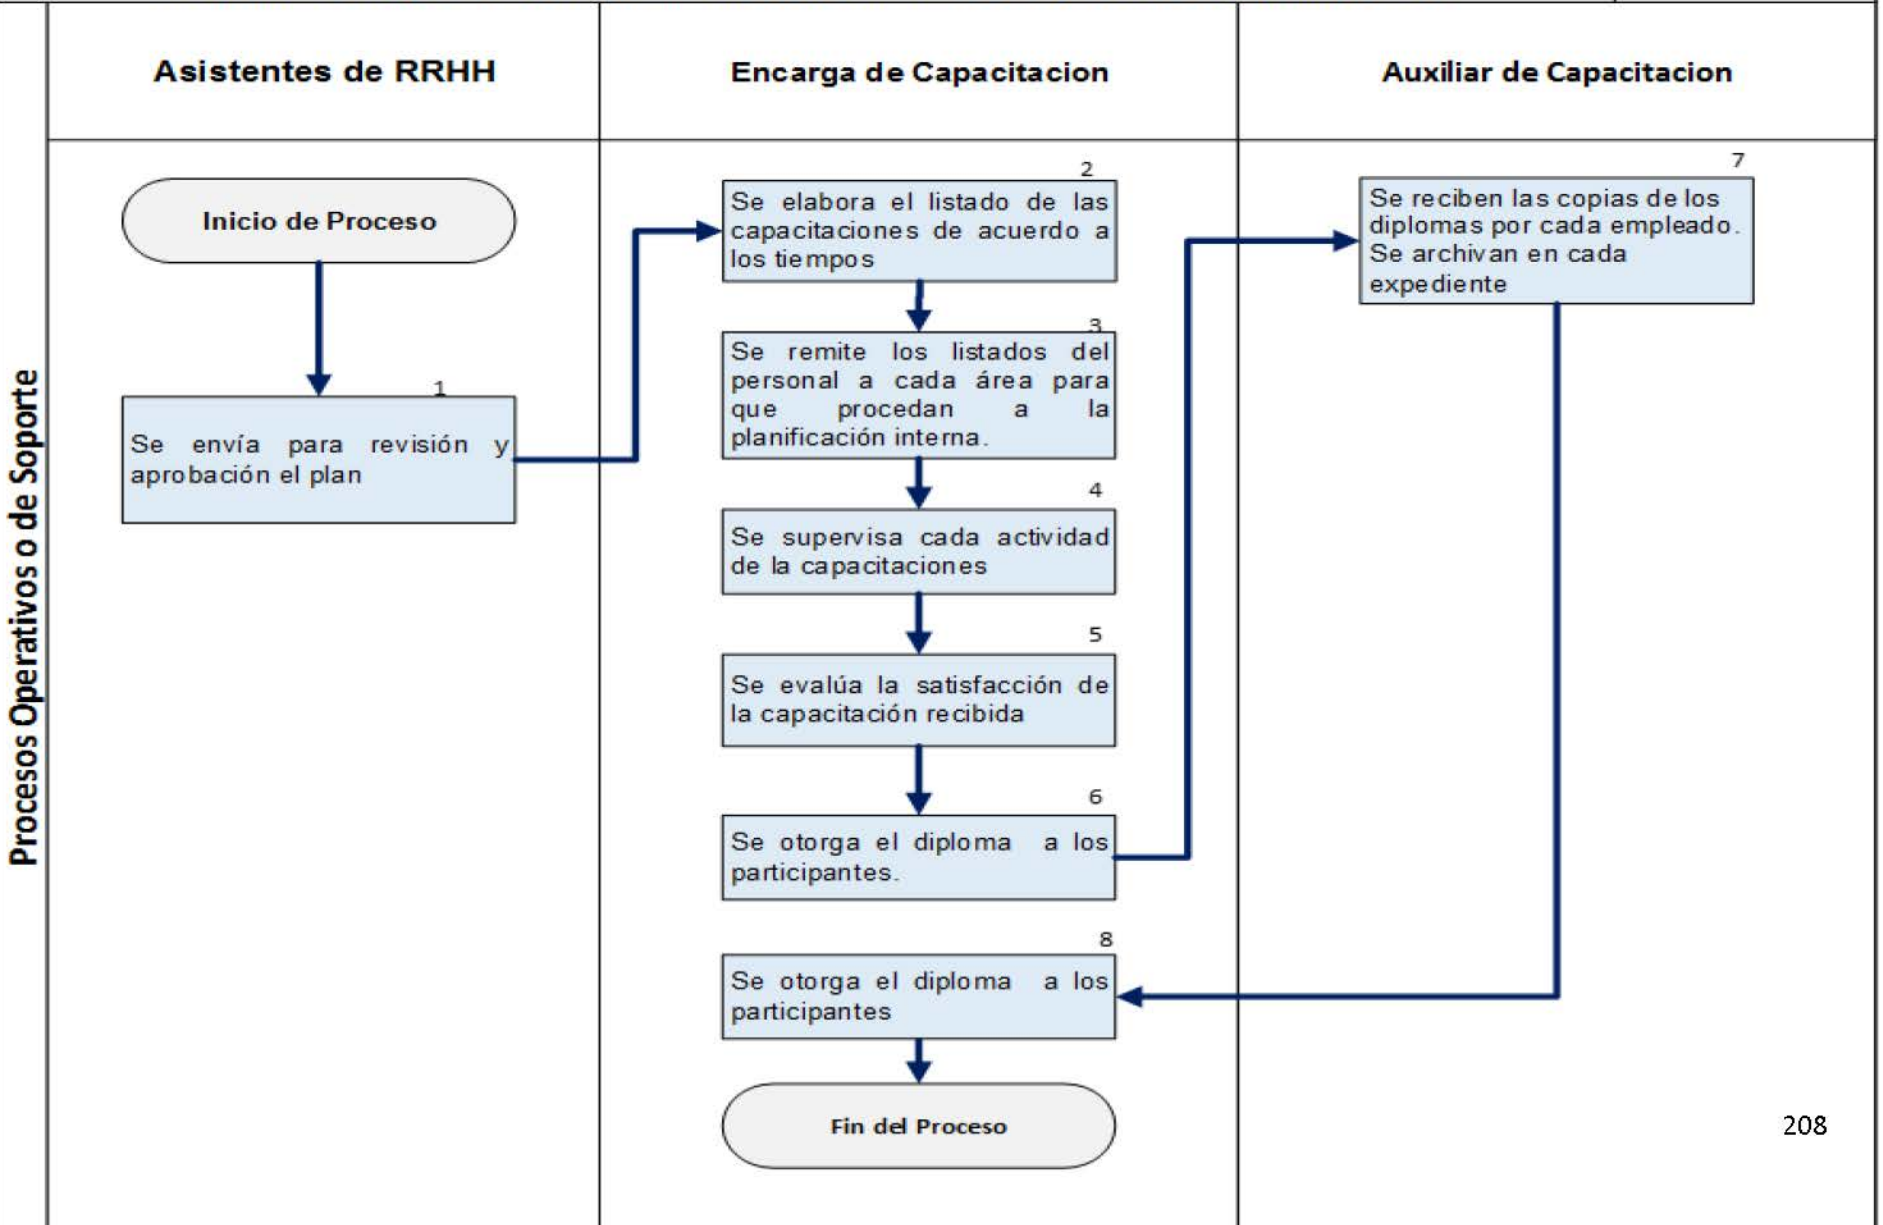 Procesos Operativos o de Soporte
Asistentes de RRHH
Encarga de Capacitacion
Auxiliar de Capacitacion
Inicio de Proceso
1
Se envía para revisión y
aprobación el plan
2
Se elabora el listado de las
capacitaciones de acuerdo a
los tiempos
3
Se remite los listados del
personal a cada área para
que procedan a la
planificación interna.
4
Se supervisa cada actividad
de la capacitaciones
5
Se evalúa la satisfacción de
la capacitación recibida
6
Se otorga el diploma a los
participantes.
7
Se reciben las copias de los
diplomas por cada empleado.
Se archivan en cada
expediente
8
Se otorga el diploma a los
participantes
Fin del Proceso
208